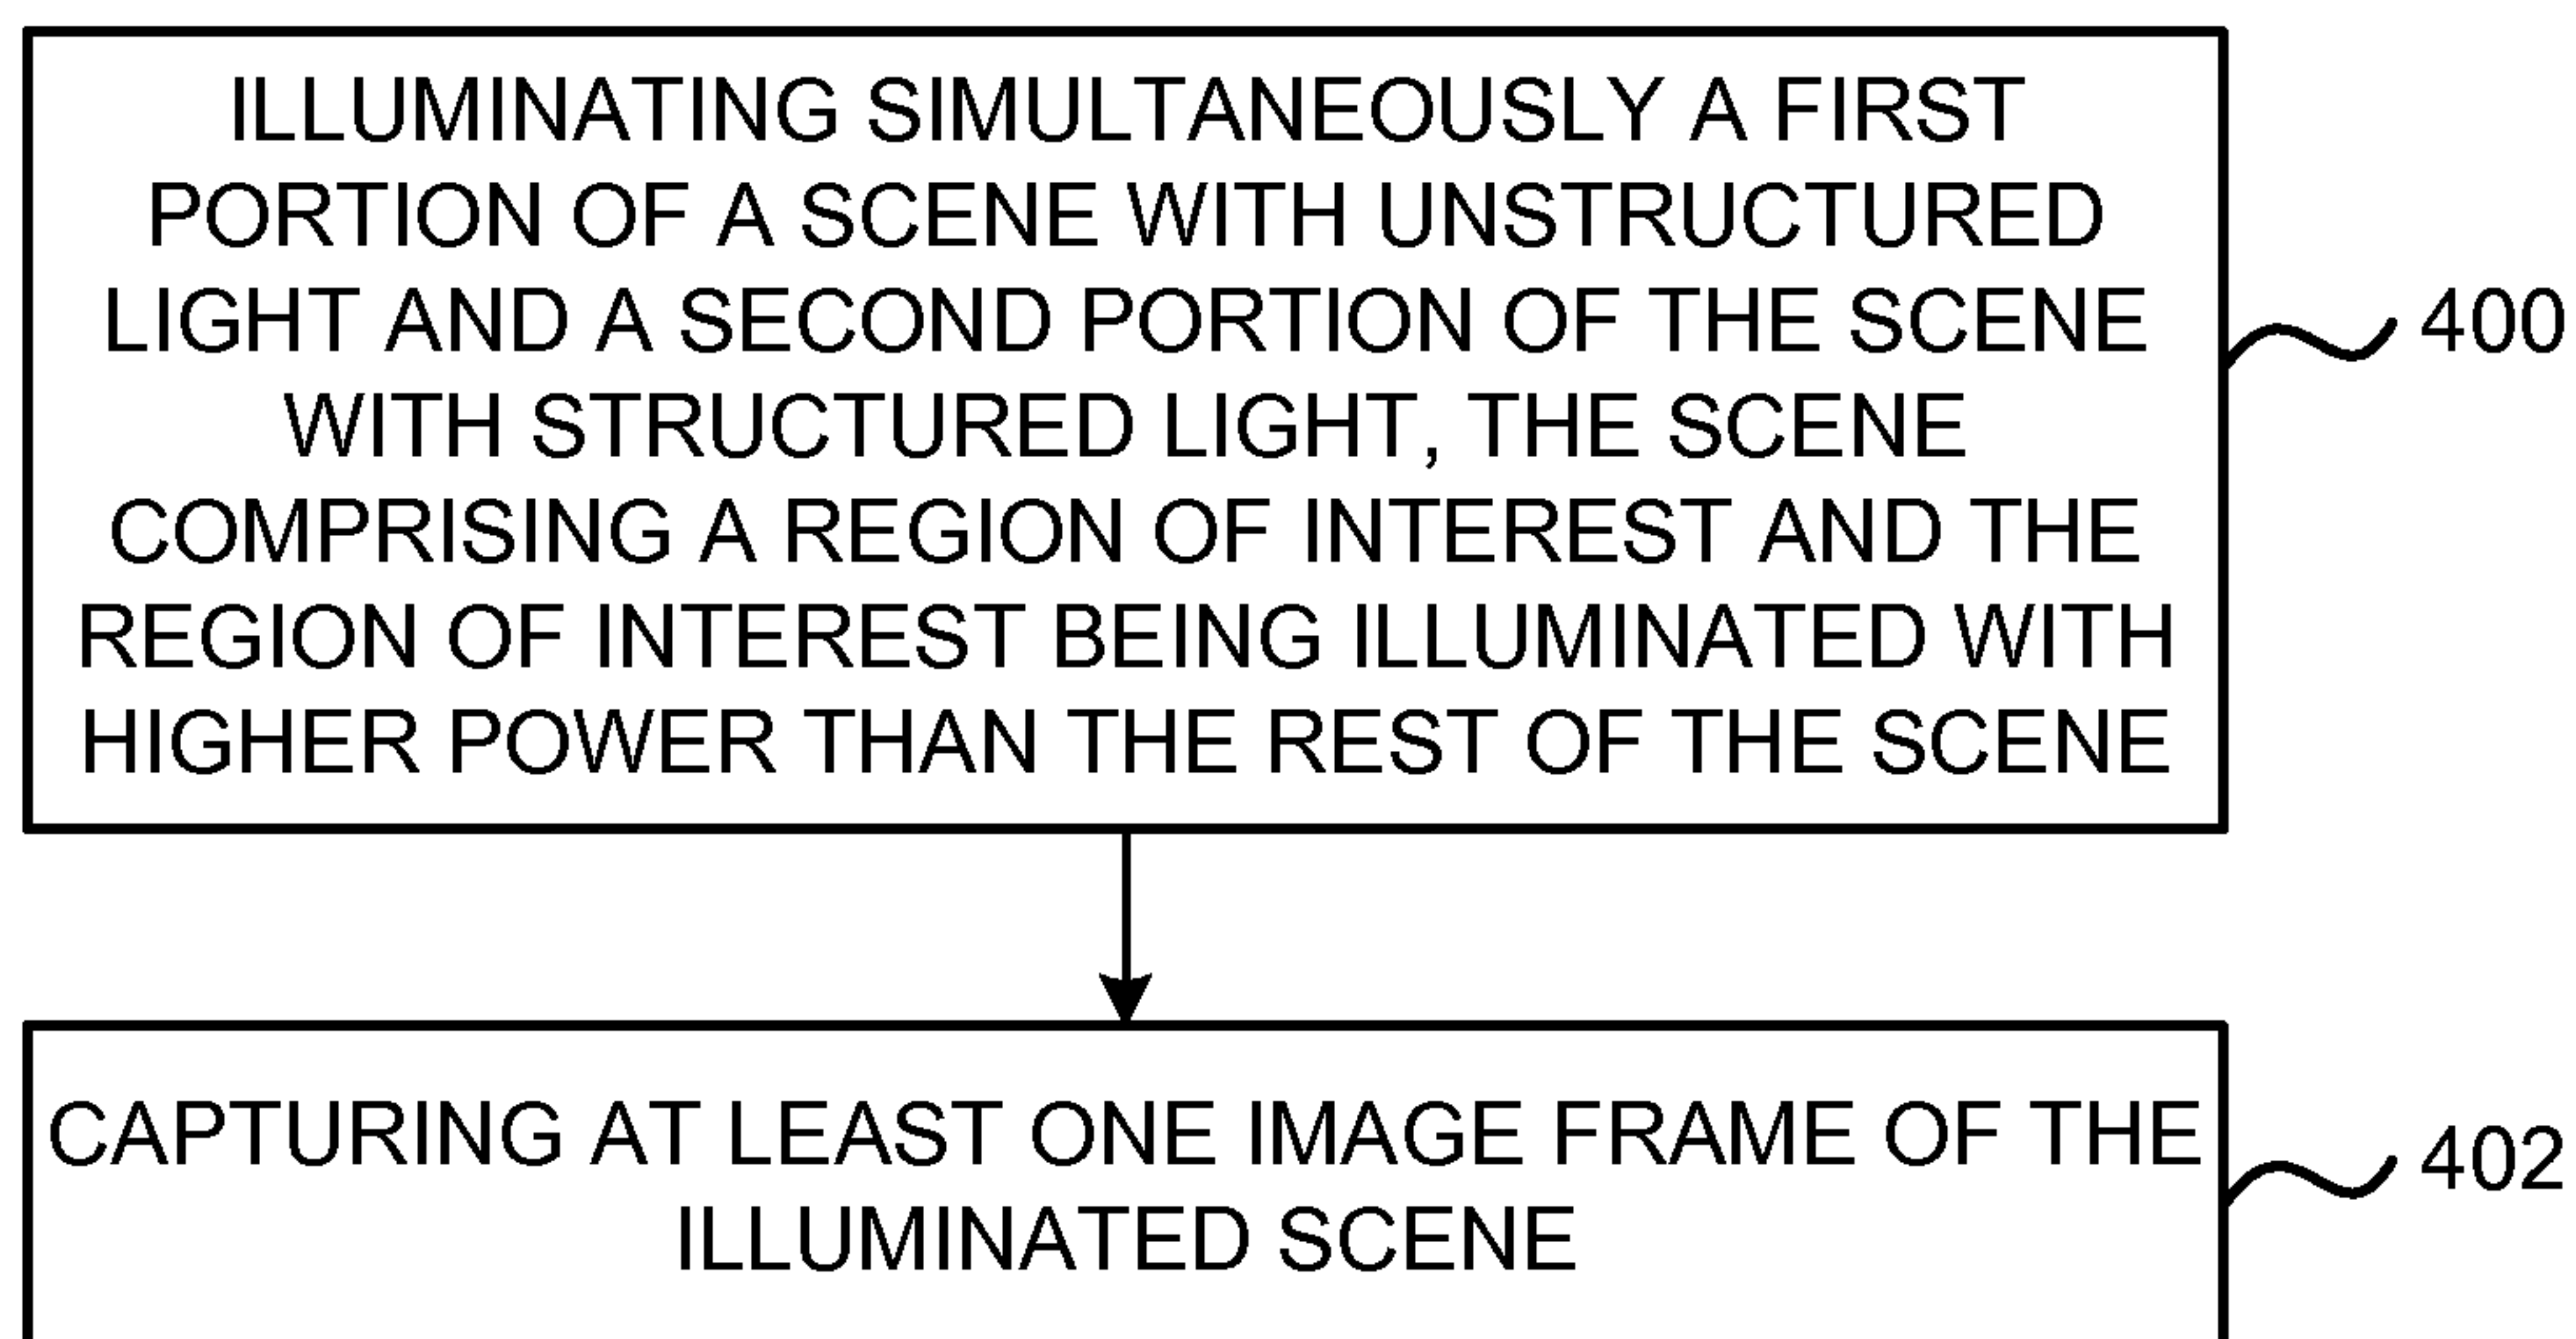 ILLUMINATING SIMULTANEOUSLY A FIRST
PORTION OF A SCENE WITH UNSTRUCTURED
LIGHT AND A SECOND PORTION OF THE SCENE
WITH STRUCTURED LIGHT, THE SCENE
COMPRISING A REGION OF INTEREST AND THE
REGION OF INTEREST BEING ILLUMINATED WITH
HIGHER POWER THAN THE REST OF THE SCENE
400
CAPTURING AT LEAST ONE IMAGE FRAME OF THE
ILLUMINATED SCENE
402